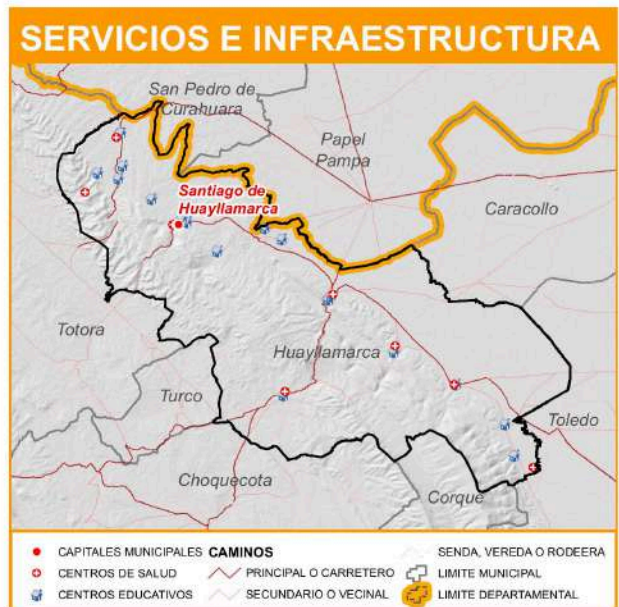 SERVICIOS E INFRAESTRUCTURA
San Pedro de
Curahuara
Papel
Pampa
Santiago de
Huayllamarca
Caracollo
Totora
Huayllamarca
Turco
Toledo
Choquecota
Corque
CAPITALES MUNICIPALES
CENTROS DE SALUD
CENTROS EDUCATIVOS
CAMINOS
PRINCIPAL O CARRETERO
SECUNDARIO O VECINAL
SENDA, VEREDA O RODEERA
LIMITE MUNICIPAL
LIMITE DEPARTAMENTAL